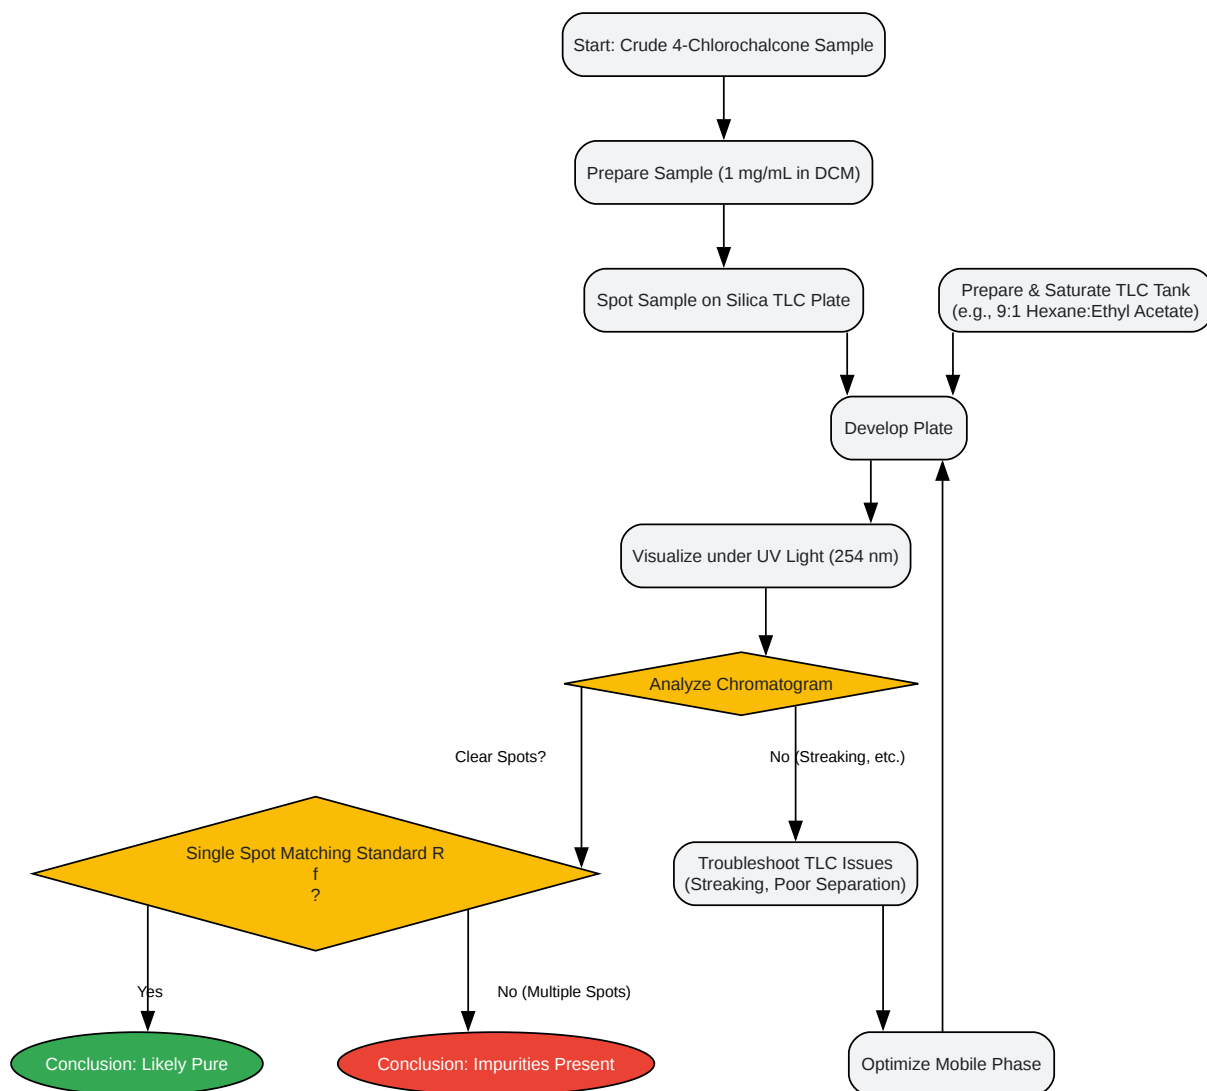 Start: Crude 4-Chlorochalcone Sample
Prepare Sample (1 mg/mL in DCM)
Spot Sample on Silica TLC Plate
Prepare & Saturate TLC Tank
(e.g., 9:1 Hexane:Ethyl Acetate)
Develop Plate
Visualize under UV Light (254 nm)
Analyze Chromatogram
Clear Spots?
No (Streaking, etc.)
Single Spot Matching Standard R
f
?
Troubleshoot TLC Issues
(Streaking, Poor Separation)
Yes
No (Multiple Spots)
Conclusion: Likely Pure
Conclusion: Impurities Present
Optimize Mobile Phase